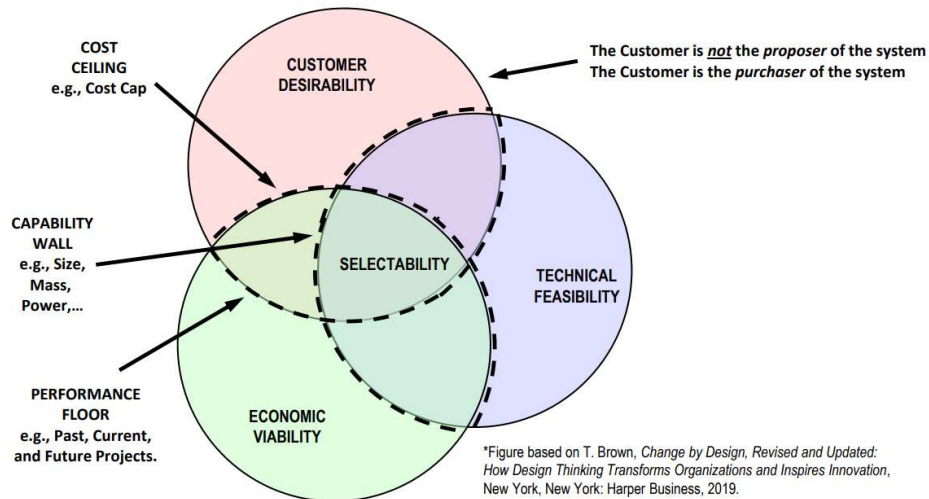 COST
CEILING
e.g., Cost Cap
CUSTOMER
DESIRABILITY
The Customer is not the proposer of the system
The Customer is the purchaser of the system
CAPABILITY
WALL
e.g., Size,
Mass,
Power,...
SELECTABILITY
TECHNICAL
FEASIBILITY
PERFORMANCE
FLOOR
e.g., Past, Current,
and Future Projects.
ECONOMIC
VIABILITY
*Figure based on T. Brown, Change by Design, Revised and Updated:
How Design Thinking Transforms Organizations and Inspires Innovation,
New York, New York: Harper Business, 2019.